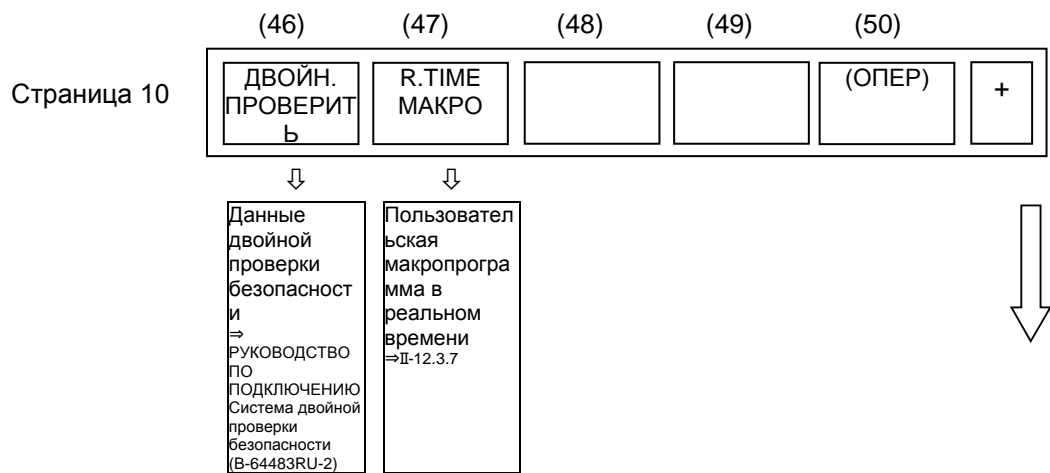 (46) (47) (48) (49) (50)
Страница 10
ДВОЙН.
ПРОВЕРИТ
Ь
R.TIME
МАКРО
(ОПЕР)
+
⇩ ⇩
Данные
двойной
проверки
безопасност
и
⇒
РУКОВОДСТВО
ПО
ПОДКЛЮЧЕНИЮ
Система двойной
проверки
безопасности
(B-64483RU-2)
Пользовател
ьская
макропрогра
мма в
реальном
времени
⇒II-12.3.7